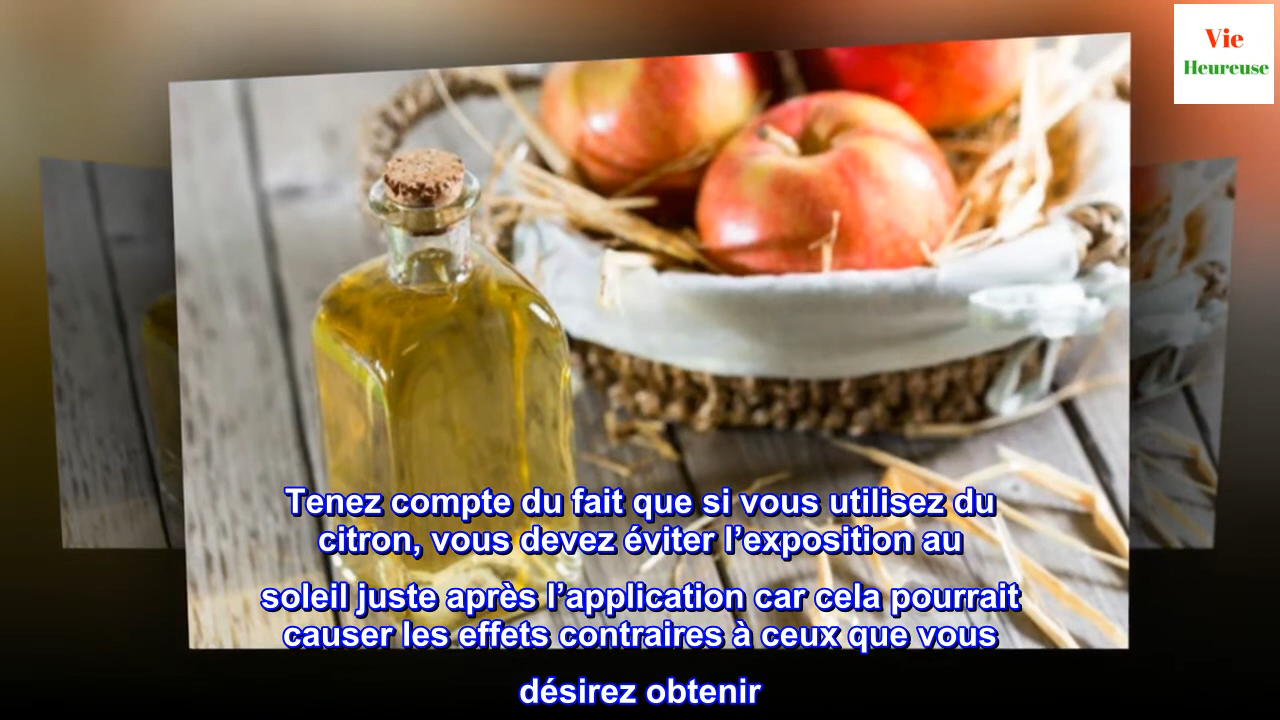 Vie
Heureuse
Tenez compte du fait que si vous utilisez du
citron, vous devez éviter l’exposition au
soleil juste après l’application car cela pourrait
causer les effets contraires à ceux que vous
désirez obtenir